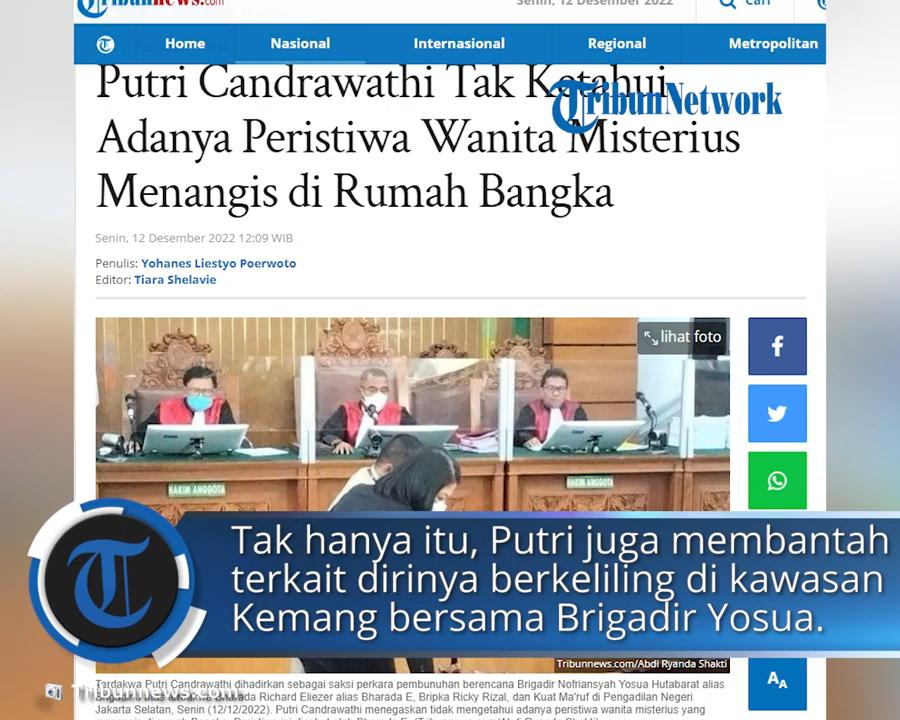 Tribunnews.com
Senin, 12 Desember 2022
Cari
Home Nasional Internasional Regional Metropolitan
Putri Candrawathi Tak Ketahui
TribunNetwork
Adanya Peristiwa Wanita Misterius
Menangis di Rumah Bangka
Senin, 12 Desember 2022 12:09 WIB
Penulis: Yohanes Liestyo Poerwoto
Editor: Tiara Shelavie
lihat foto
HAKIM ANGGOTA
HAKIM ANGGOTA
Tak hanya itu, Putri juga membantah
terkait dirinya berkeliling di kawasan
Kemang bersama Brigadir Yosua.
Tribunnews.com/Abdi Ryanda Shakti
Terdakwa Putri Candrawathi dihadirkan sebagai saksi perkara pembunuhan berencana Brigadir Nofriansyah Yosua Hutabarat alias
Richard Eliezer alias Bharada E, Bripka Ricky Rizal, dan Kuat Ma'ruf di Pengadilan Negeri
Tribunnews.com
Jakarta Selatan, Senin (12/12/2022). Putri Candrawathi menegaskan tidak mengetahui adanya peristiwa wanita misterius yang